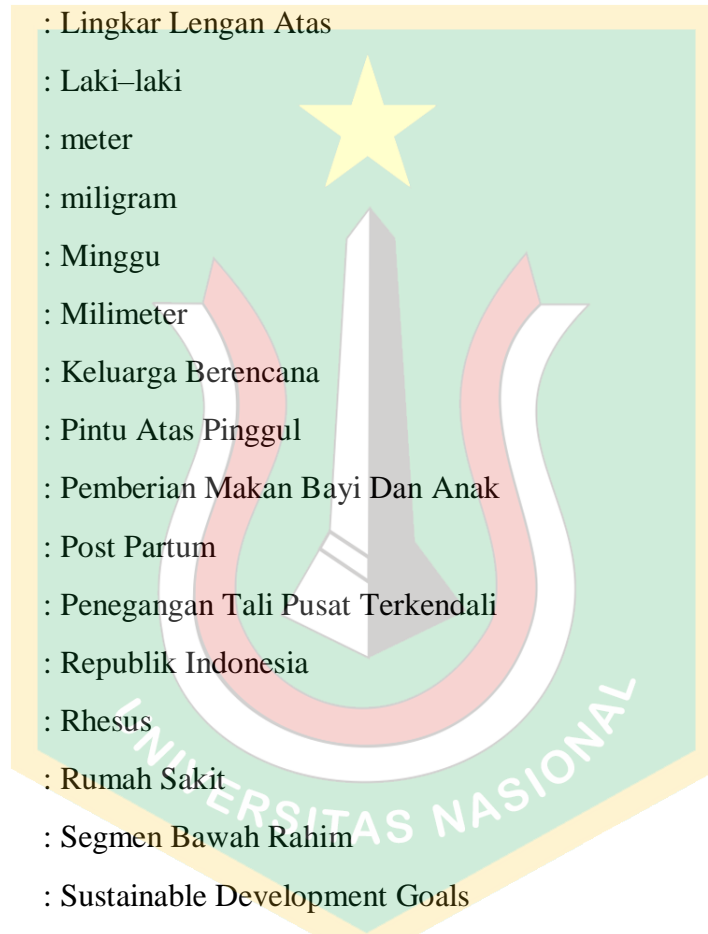 : Lingkar Lengan Atas
: Laki–laki
: meter
: miligram
: Minggu
: Milimeter
: Keluarga Berencana
: Pintu Atas Pinggul
: Pemberian Makan Bayi Dan Anak
: Post Partum
: Penegangan Tali Pusat Terkendali
: Republik Indonesia
: Rhesus
: Rumah Sakit
: Segmen Bawah Rahim
: Sustainable Development Goals
UNIVERSITAS NASIONAL